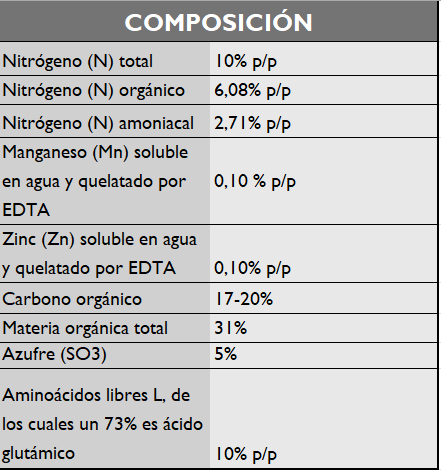 COMPOSICIÓN
Nitrógeno (N) total 10% p/p
Nitrógeno (N) orgánico 6,08% p/p
Nitrógeno (N) amoniacal 2,71% p/p
Manganeso (Mn) soluble
en agua y quelatado por 0,10 % p/p
EDTA
Zinc (Zn) soluble en agua
y quelatado por EDTA 0,10% p/p
Carbono orgánico 17-20%
Materia orgánica total 31%
Azufre (SO3) 5%
Aminoácidos libres L, de
los cuales un 73% es ácido
glutámico 10% p/p